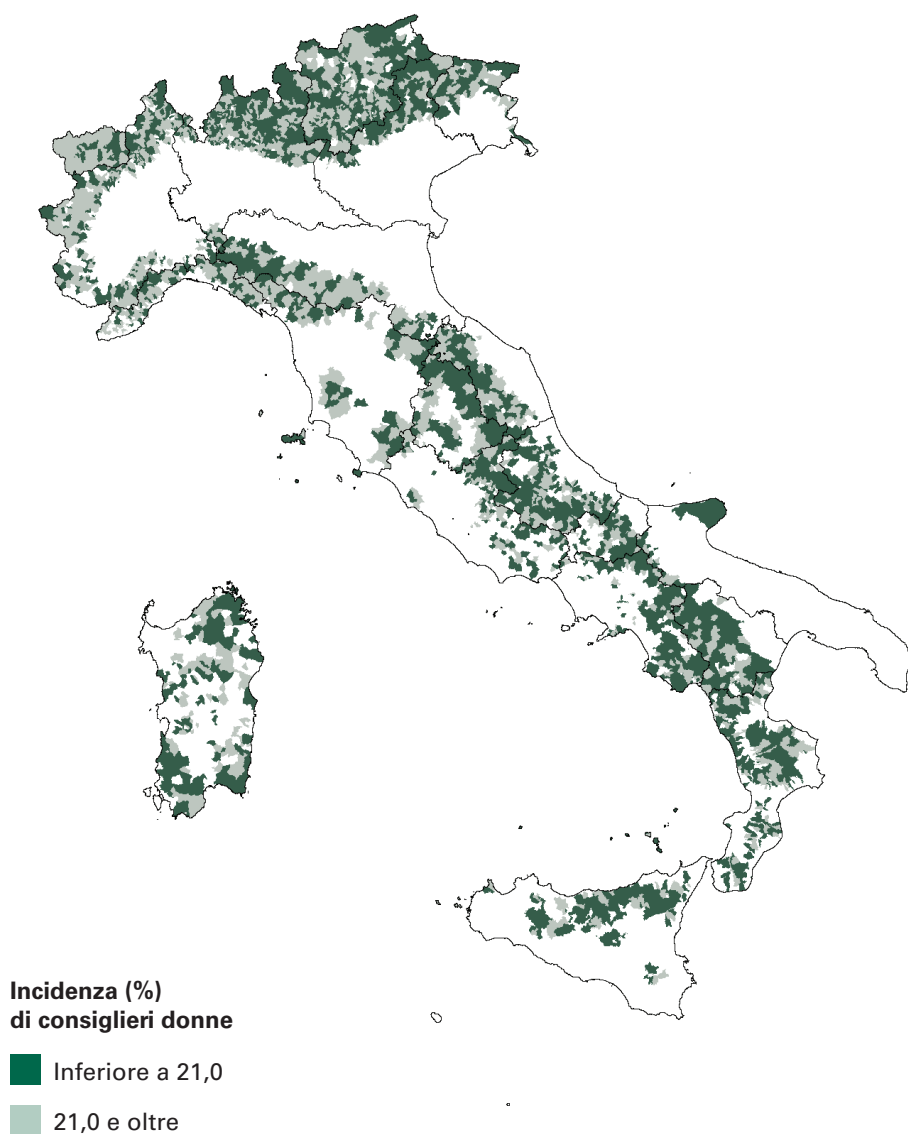 Incidenza (%)
di consiglieri donne
Inferiore a 21,0
21,0 e oltre